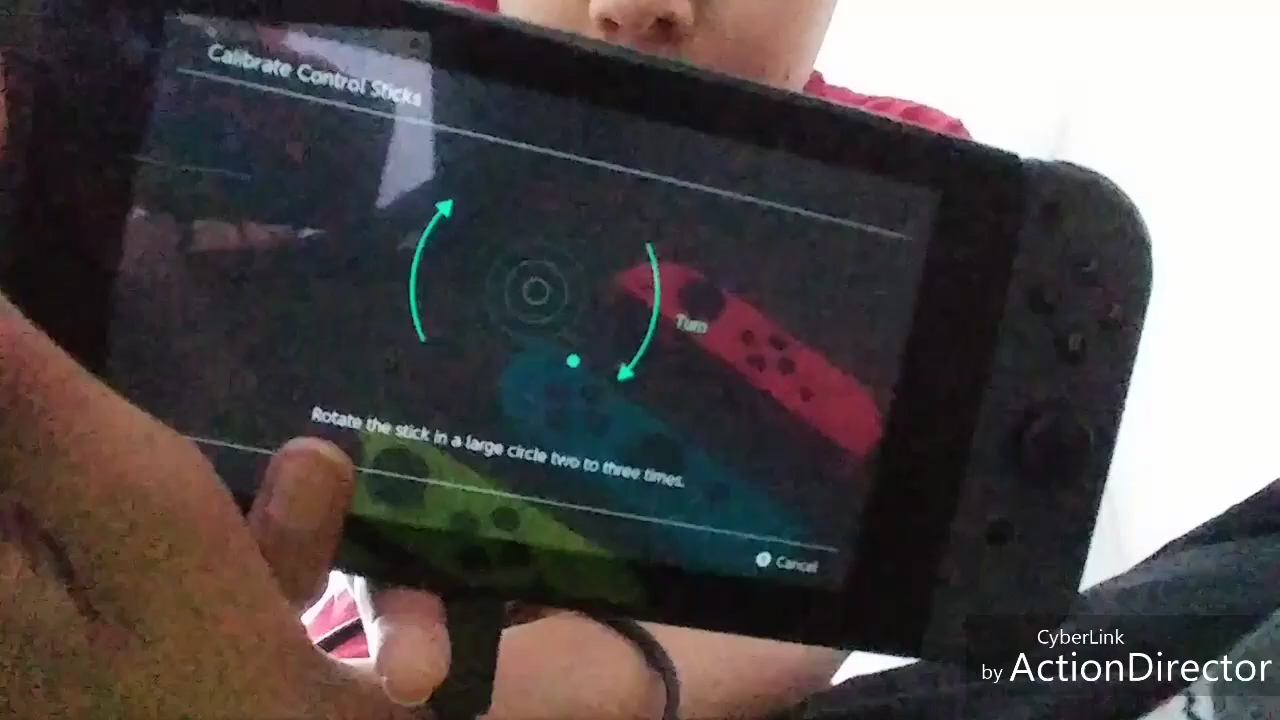 Calibrate Control Sticks
Turn
Rotate the stick in a large circle two to three times.
Cancel
CyberLink
by ActionDirector